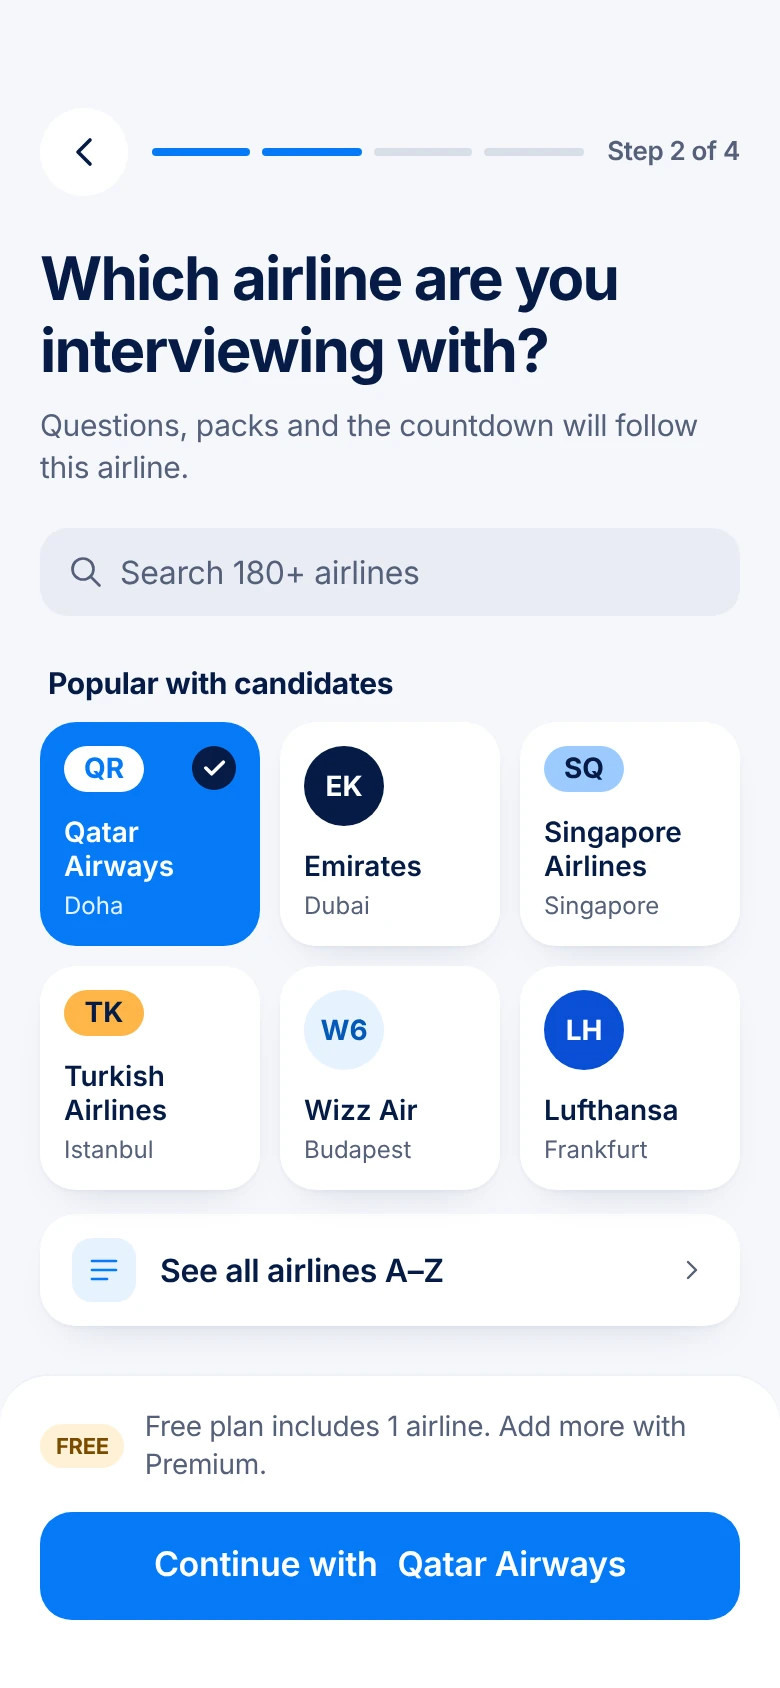 Step 2 of 4
Which airline are you
interviewing with?
Questions, packs and the countdown will follow
this airline.
Search 180+ airlines
Popular with candidates
QR
Qatar
Airways
Doha
EK
Emirates
Dubai
SQ
Singapore
Airlines
Singapore
TK
Turkish
Airlines
Istanbul
W6
Wizz Air
Budapest
LH
Lufthansa
Frankfurt
See all airlines A–Z
FREE
Free plan includes 1 airline. Add more with
Premium.
Continue with Qatar Airways